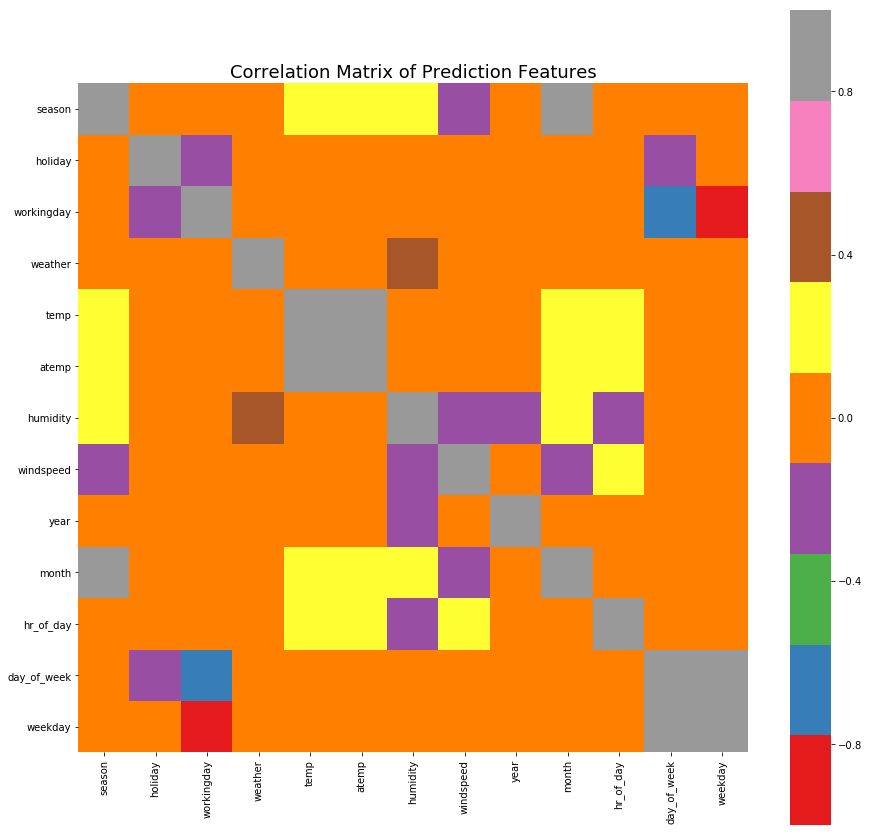 Correlation Matrix of Prediction Features
season
holiday
workingday
weather
temp
atemp
humidity
windspeed
year
month
hr_of_day
day_of_week
weekday
season
holiday
workingday
weather
temp
atemp
humidity
windspeed
year
month
hr_of_day
day_of_week
weekday
0.8
0.4
0.0
−0.4
−0.8